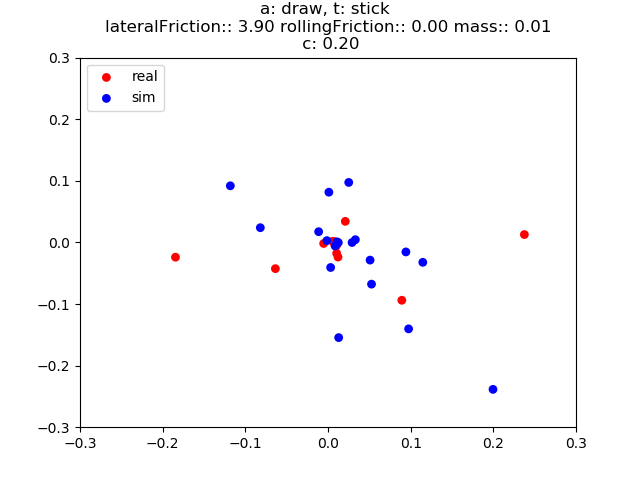 a: draw, t: stick
lateralFriction:: 3.90 rollingFriction:: 0.00 mass:: 0.01
c: 0.20
real
sim
0.3
0.2
0.1
0.0
−0.1
−0.2
−0.3
−0.3
−0.2
−0.1
0.0
0.1
0.2
0.3